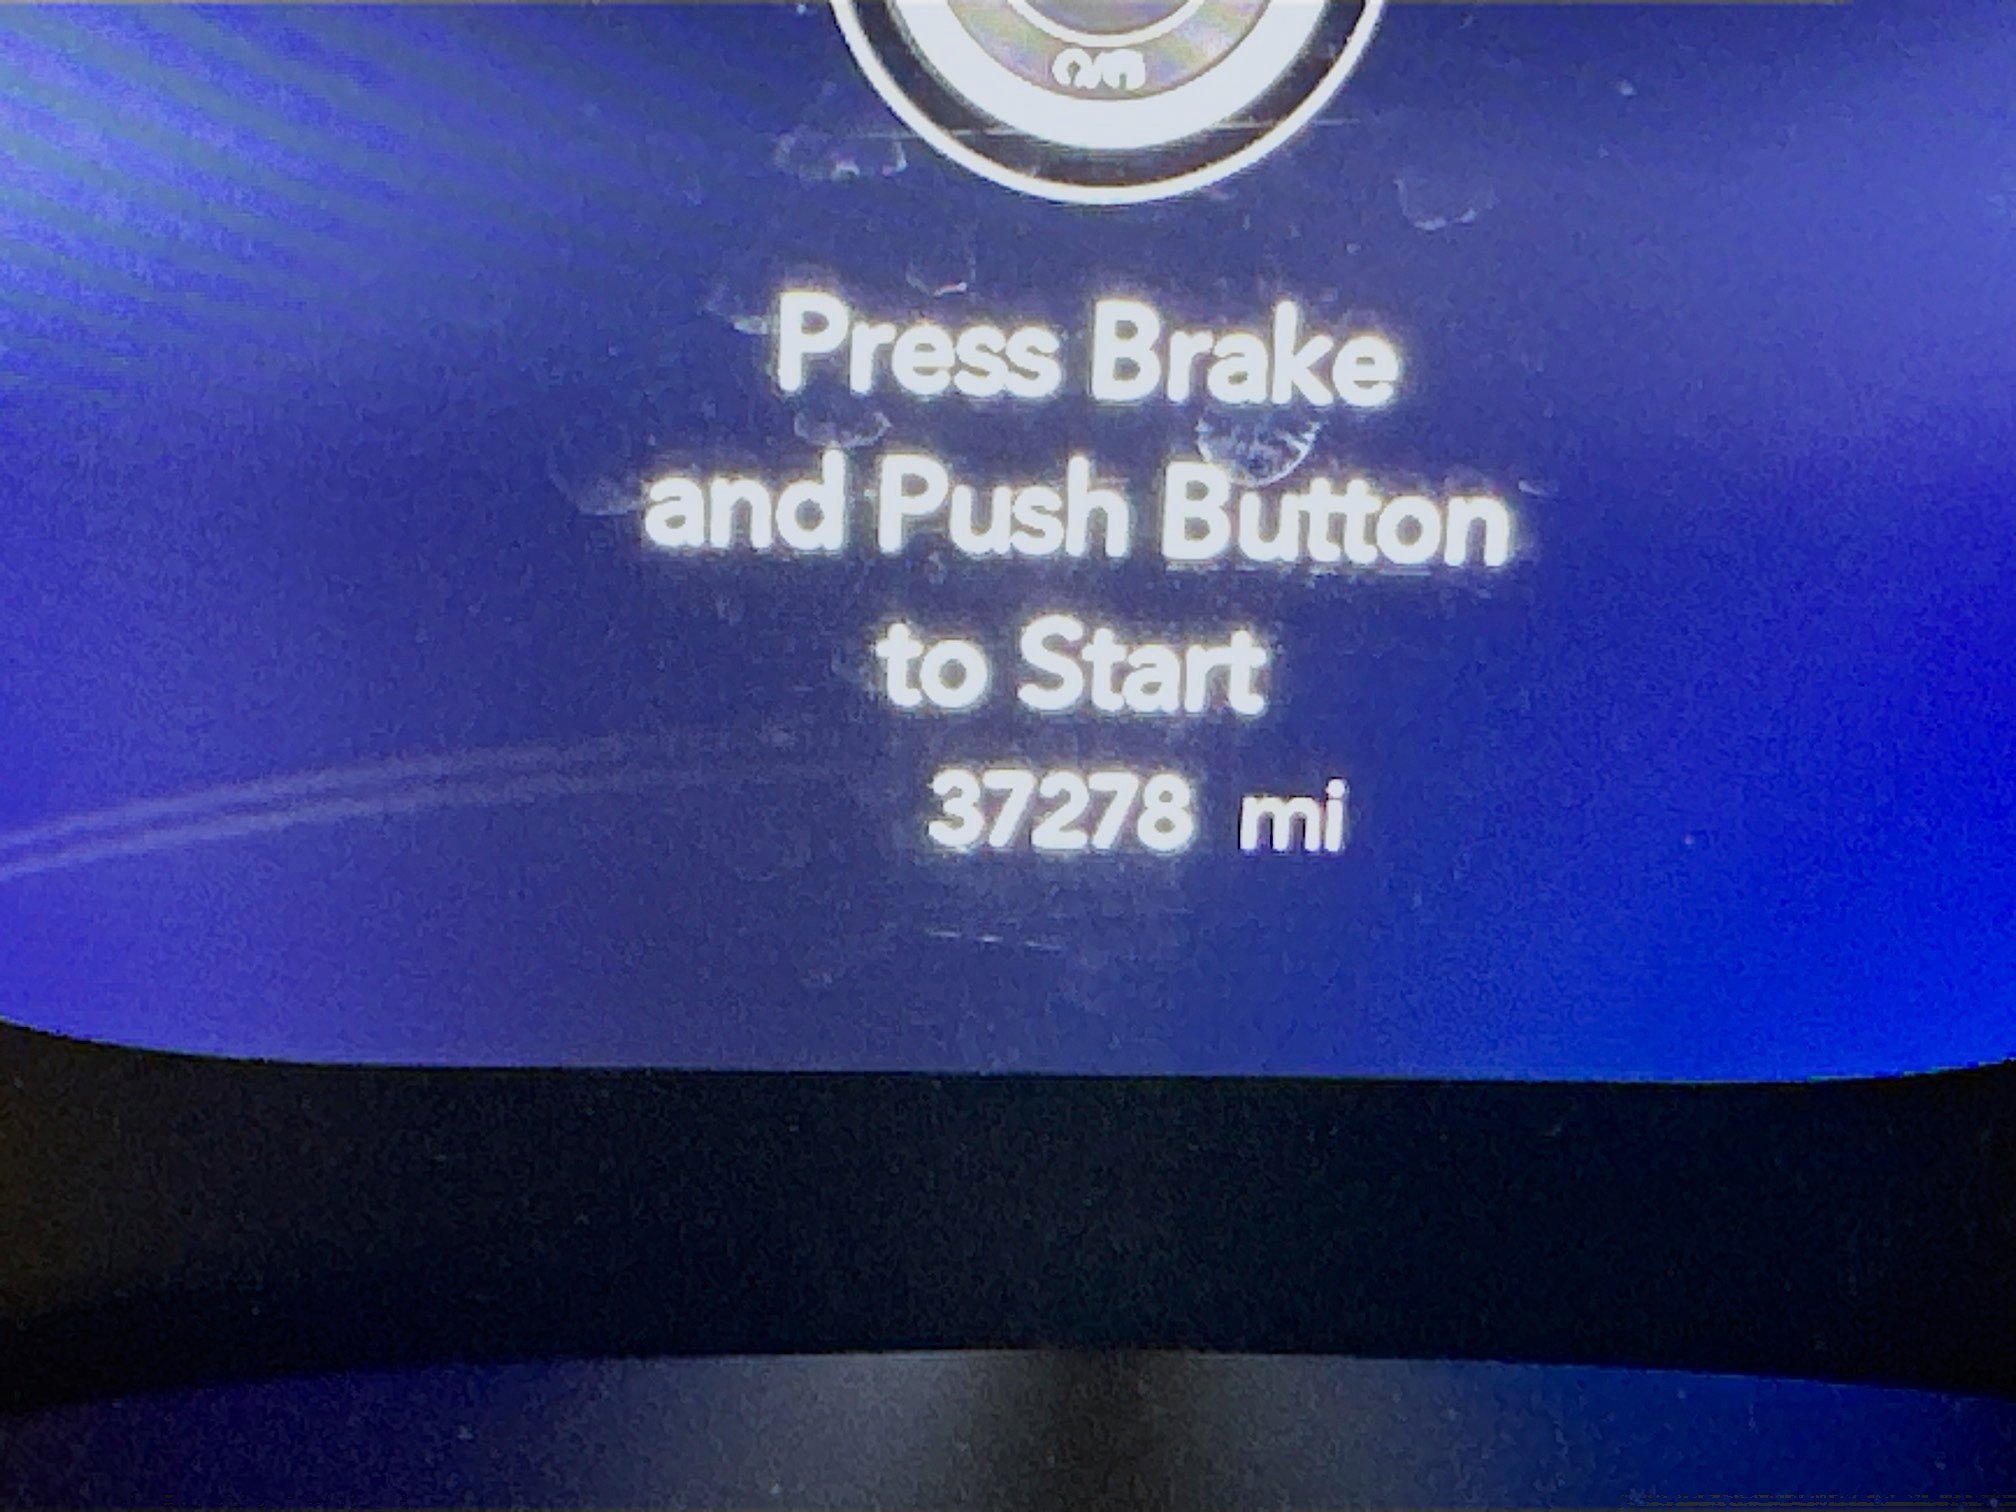 Press Brake
and Push Button
to Start
37278 mi